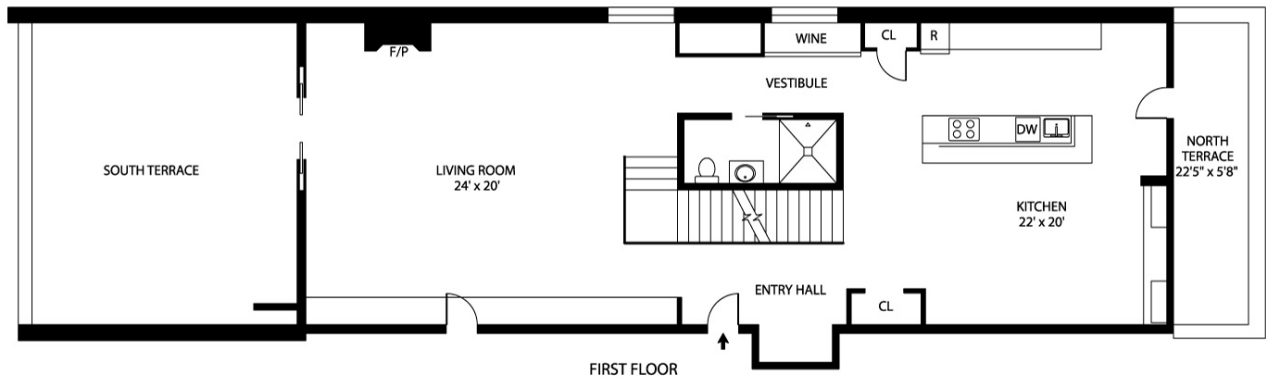 WINE
CL
R
F/P
VESTIBULE
DW
SOUTH TERRACE
LIVING ROOM
24' x 20'
NORTH
TERRACE
22'5" x 5'8"
KITCHEN
22' x 20'
ENTRY HALL
CL
FIRST FLOOR